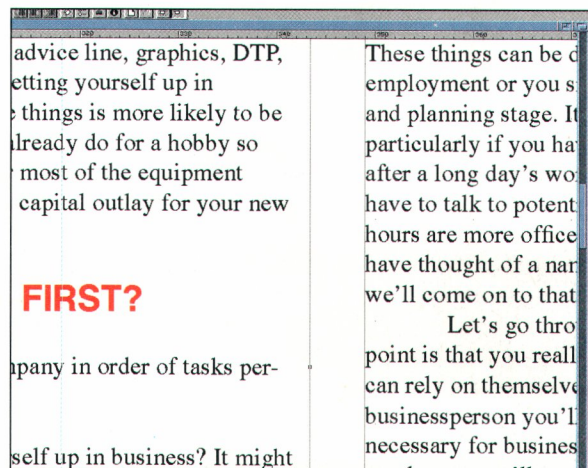 advice line, graphics, DTP,
etting yourself up in
things is more likely to be
already do for a hobby so
most of the equipment
capital outlay for your new
FIRST?
mpany in order of tasks per-
self up in business? It might
These things can be d
employment or you s
and planning stage. It
particularly if you ha
after a long day's wo
have to talk to potent
hours are more office
have thought of a nam
we'll come on to that
Let's go thro
point is that you reall
can rely on themselve
businessperson you'll
necessary for busines